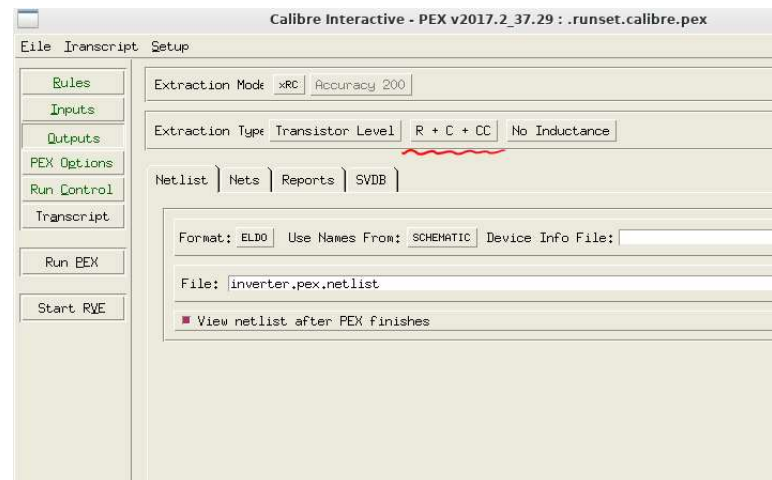 Calibre Interactive - PEX v2017.2_37.29 : .runset.calibre.pex
File Transcript Setup
Rules
Inputs
Outputs
PEX Options
Run Control
Transcript
Run PEX
Start RVE
Extraction Mode xRC Accuracy 200
Extraction Type Transistor Level R + C + CC No Inductance
Netlist Nets Reports SVDB
Format: ELDO Use Names From: SCHEMATIC Device Info File:
File: inverter.pex.netlist
View netlist after PEX finishes